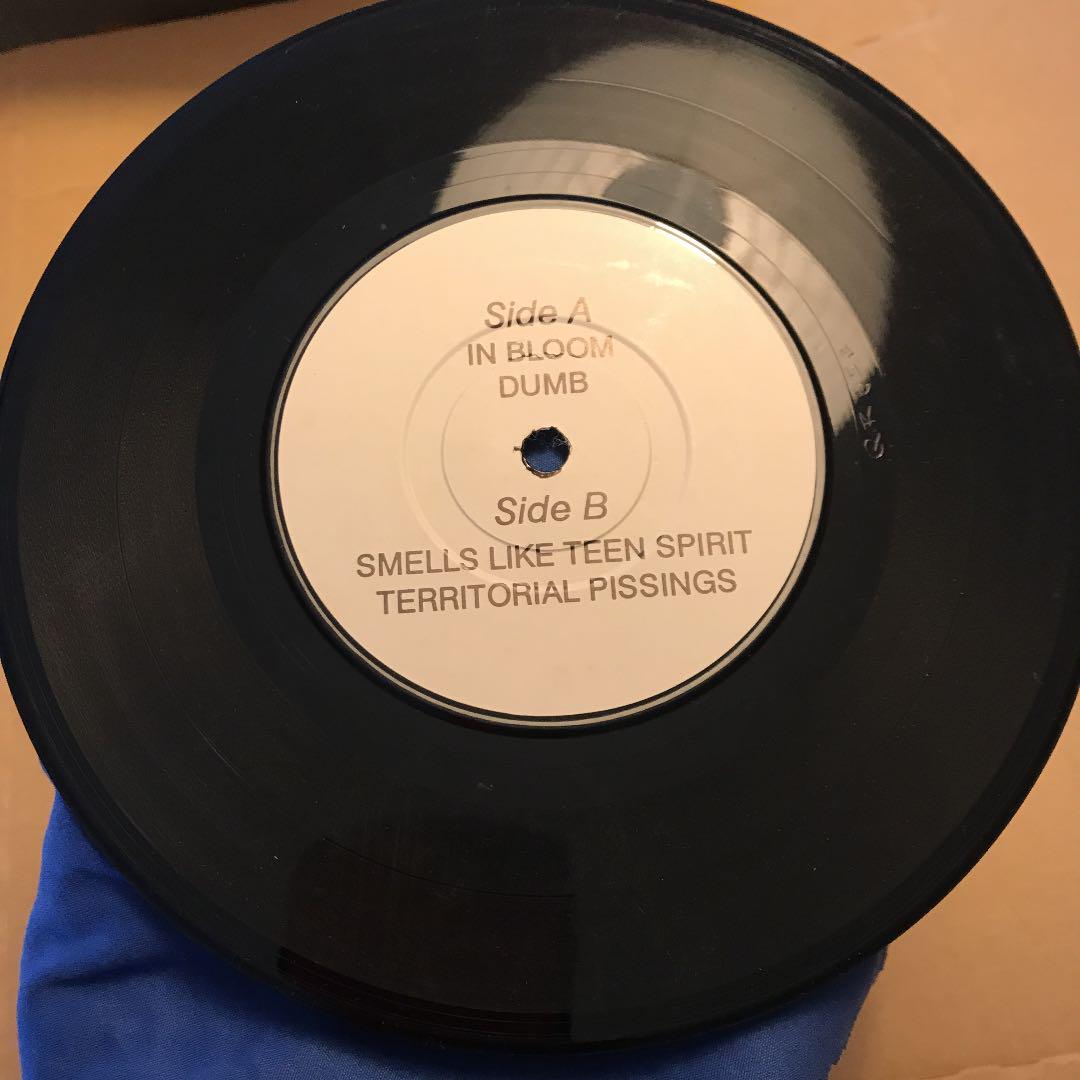 Side A
IN BLOOM
DUMB
Side B
SMELLS LIKE TEEN SPIRIT
TERRITORIAL PISSINGS